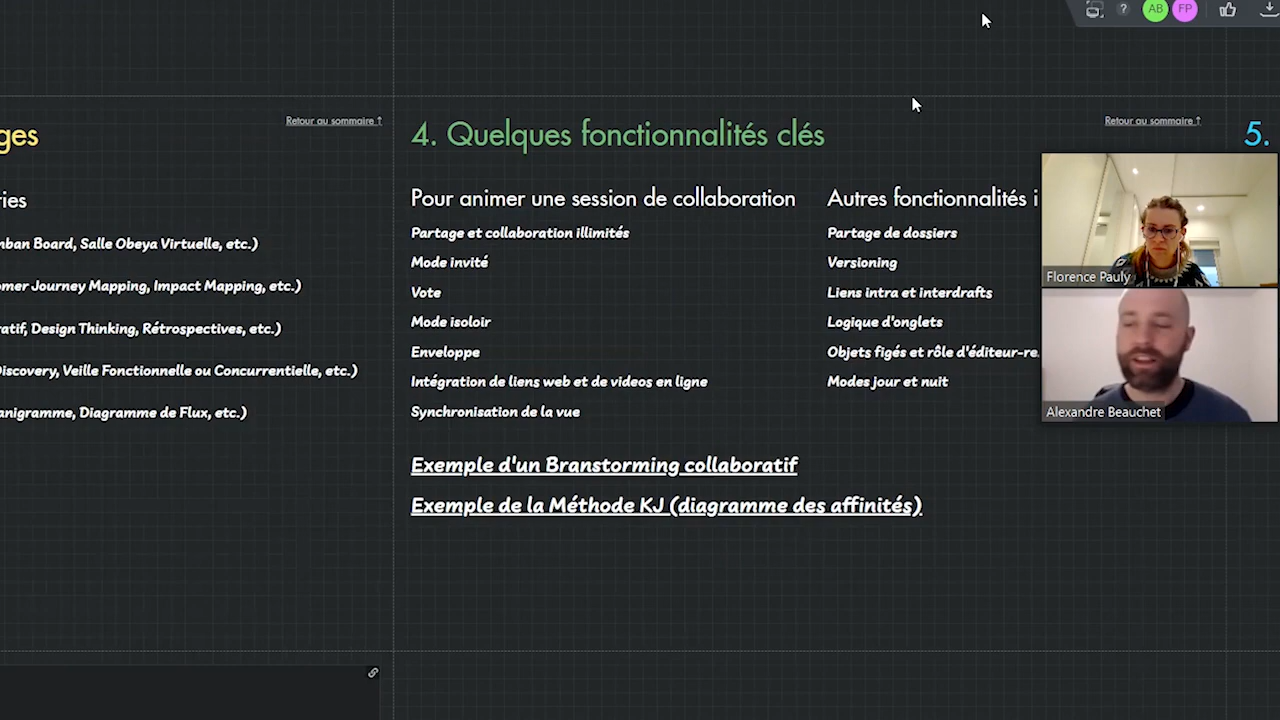 ? AB FP
Retour au sommaire ↑
ges
4. Quelques fonctionnalités clés
Retour au sommaire ↑
5.
ries
nban Board, Salle Obeya Virtuelle, etc.)
omer Journey Mapping, Impact Mapping, etc.)
ratif, Design Thinking, Rétrospectives, etc.)
Discovery, Veille Fonctionnelle ou Concurrentielle, etc.)
anigramme, Diagramme de Flux, etc.)
Pour animer une session de collaboration
Partage et collaboration illimités
Mode invité
Vote
Mode isoloir
Enveloppe
Intégration de liens web et de videos en ligne
Synchronisation de la vue
Exemple d'un Branstorming collaboratif
Exemple de la Méthode KJ (diagramme des affinités)
Autres fonctionnalités i
Partage de dossiers
Versioning
Liens intra et interdrafts
Logique d'onglets
Objets figés et rôle d'éditeur-re
Modes jour et nuit
Florence Pauly
Alexandre Beauchet